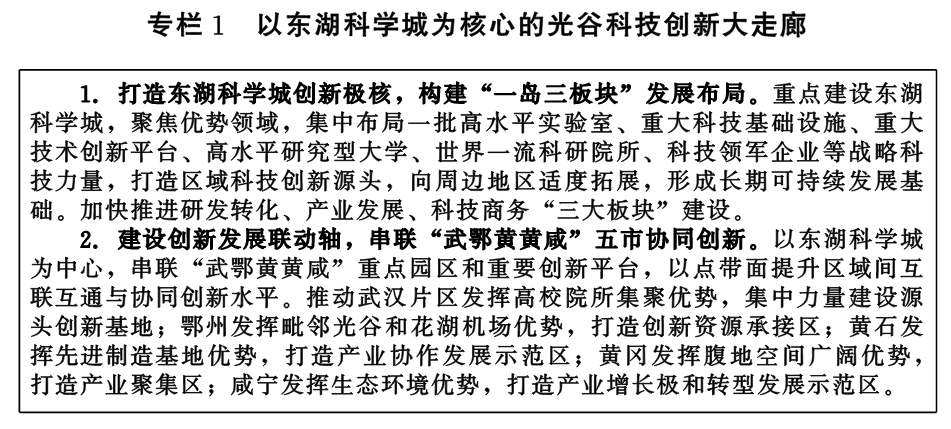 专栏 1 以东湖科学城为核心的光谷科技创新大走廊
1. 打造东湖科学城创新极核，构建“一岛三板块”发展布局。重点建设东湖
科学城，聚焦优势领域，集中布局一批高水平实验室、重大科技基础设施、重大
技术创新平台、高水平研究型大学、世界一流科研院所、科技领军企业等战略科
技力量，打造区域科技创新源头，向周边地区适度拓展，形成长期可持续发展基
础。加快推进研发转化、产业发展、科技商务“三大板块”建设。
2. 建设创新发展联动轴，串联“武鄂黄黄咸”五市协同创新。以东湖科学城
为中心，串联“武鄂黄黄咸”重点园区和重要创新平台，以点带面提升区域间互
联互通与协同创新水平。推动武汉片区发挥高校院所集聚优势，集中力量建设源
头创新基地；鄂州发挥毗邻光谷和花湖机场优势，打造创新资源承接区；黄石发
挥先进制造基地优势，打造产业协作发展示范区；黄冈发挥腹地空间广阔优势，
打造产业聚集区；咸宁发挥生态环境优势，打造产业增长极和转型发展示范区。